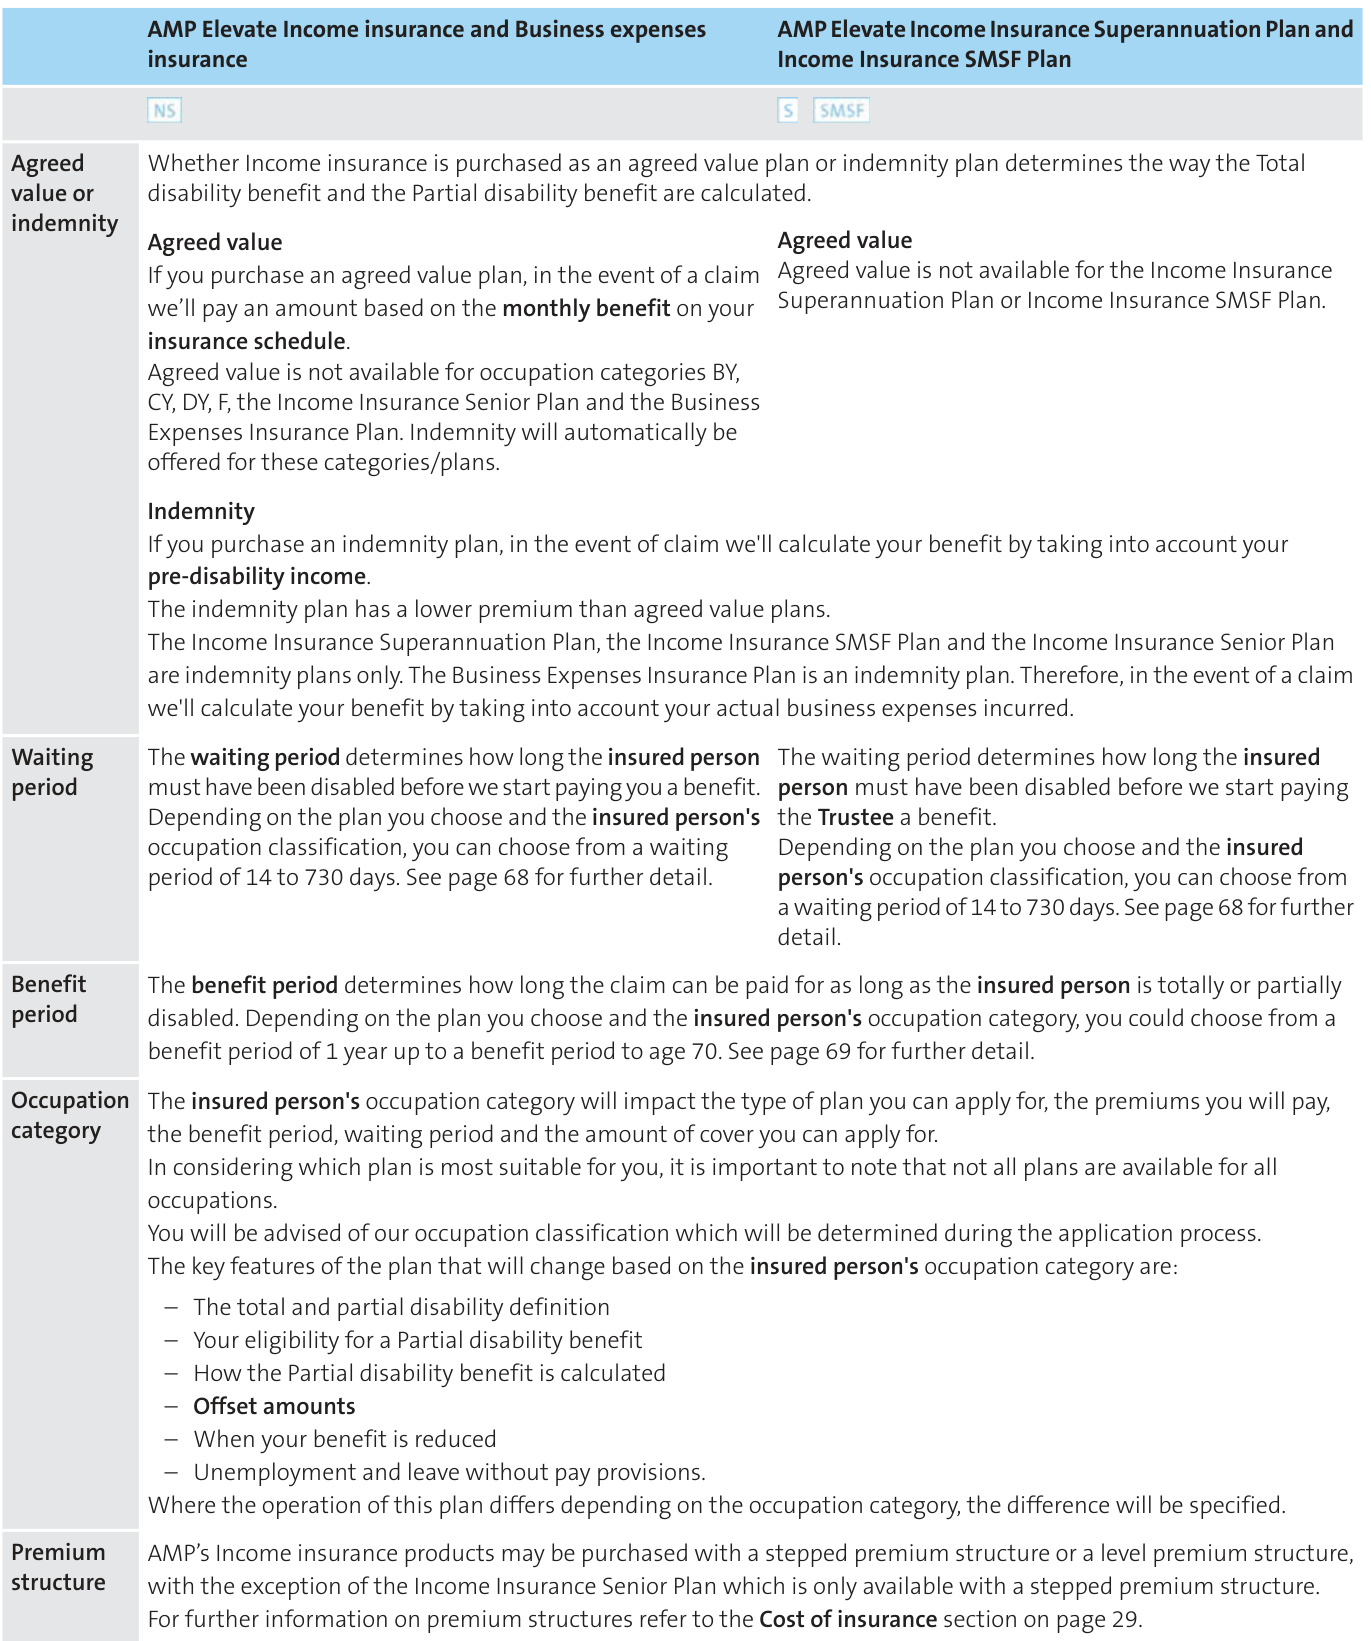 AMP Elevate Income insurance and Business expenses
insurance
AMP Elevate Income Insurance Superannuation Plan and
Income Insurance SMSF Plan
NS
S SMSF
Agreed
value or
indemnity
Whether Income insurance is purchased as an agreed value plan or indemnity plan determines the way the Total
disability benefit and the Partial disability benefit are calculated.
Agreed value
If you purchase an agreed value plan, in the event of a claim
we’ll pay an amount based on the monthly benefit on your
insurance schedule.
Agreed value is not available for occupation categories BY,
CY, DY, F, the Income Insurance Senior Plan and the Business
Expenses Insurance Plan. Indemnity will automatically be
offered for these categories/plans.
Agreed value
Agreed value is not available for the Income Insurance
Superannuation Plan or Income Insurance SMSF Plan.
Indemnity
If you purchase an indemnity plan, in the event of claim we'll calculate your benefit by taking into account your
pre-disability income.
The indemnity plan has a lower premium than agreed value plans.
The Income Insurance Superannuation Plan, the Income Insurance SMSF Plan and the Income Insurance Senior Plan
are indemnity plans only. The Business Expenses Insurance Plan is an indemnity plan. Therefore, in the event of a claim
we'll calculate your benefit by taking into account your actual business expenses incurred.
Waiting
period
The waiting period determines how long the insured person
must have been disabled before we start paying you a benefit.
Depending on the plan you choose and the insured person's
occupation classification, you can choose from a waiting
period of 14 to 730 days. See page 68 for further detail.
The waiting period determines how long the insured
person must have been disabled before we start paying
the Trustee a benefit.
Depending on the plan you choose and the insured
person's occupation classification, you can choose from
a waiting period of 14 to 730 days. See page 68 for further
detail.
Benefit
period
The benefit period determines how long the claim can be paid for as long as the insured person is totally or partially
disabled. Depending on the plan you choose and the insured person's occupation category, you could choose from a
benefit period of 1 year up to a benefit period to age 70. See page 69 for further detail.
Occupation
category
The insured person's occupation category will impact the type of plan you can apply for, the premiums you will pay,
the benefit period, waiting period and the amount of cover you can apply for.
In considering which plan is most suitable for you, it is important to note that not all plans are available for all
occupations.
You will be advised of our occupation classification which will be determined during the application process.
The key features of the plan that will change based on the insured person's occupation category are:
– The total and partial disability definition
– Your eligibility for a Partial disability benefit
– How the Partial disability benefit is calculated
– Offset amounts
– When your benefit is reduced
– Unemployment and leave without pay provisions.
Where the operation of this plan differs depending on the occupation category, the difference will be specified.
Premium
structure
AMP’s Income insurance products may be purchased with a stepped premium structure or a level premium structure,
with the exception of the Income Insurance Senior Plan which is only available with a stepped premium structure.
For further information on premium structures refer to the Cost of insurance section on page 29.